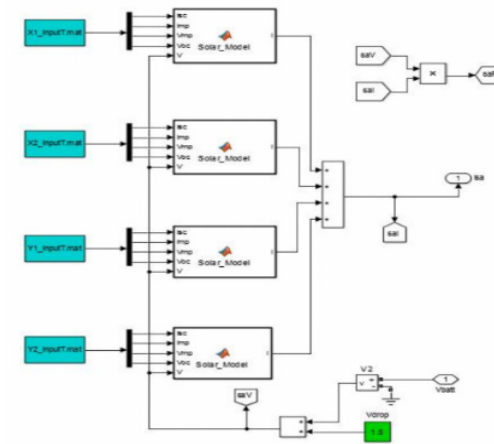 X1_InputT.mat
Isc
Imp
Vmp
Voc
V
I
Solar_Model
X2_InputT.mat
Isc
Imp
Vmp
Voc
V
I
Solar_Model
Y1_InputT.mat
Isc
Imp
Vmp
Voc
V
I
Solar_Model
Y2_InputT.mat
Isc
Imp
Vmp
Voc
V
I
Solar_Model
saV
saI
×
+
+
+
+
1
saI
saV
V2
+
-
v
1
Vbatt
Vdrop
+
+